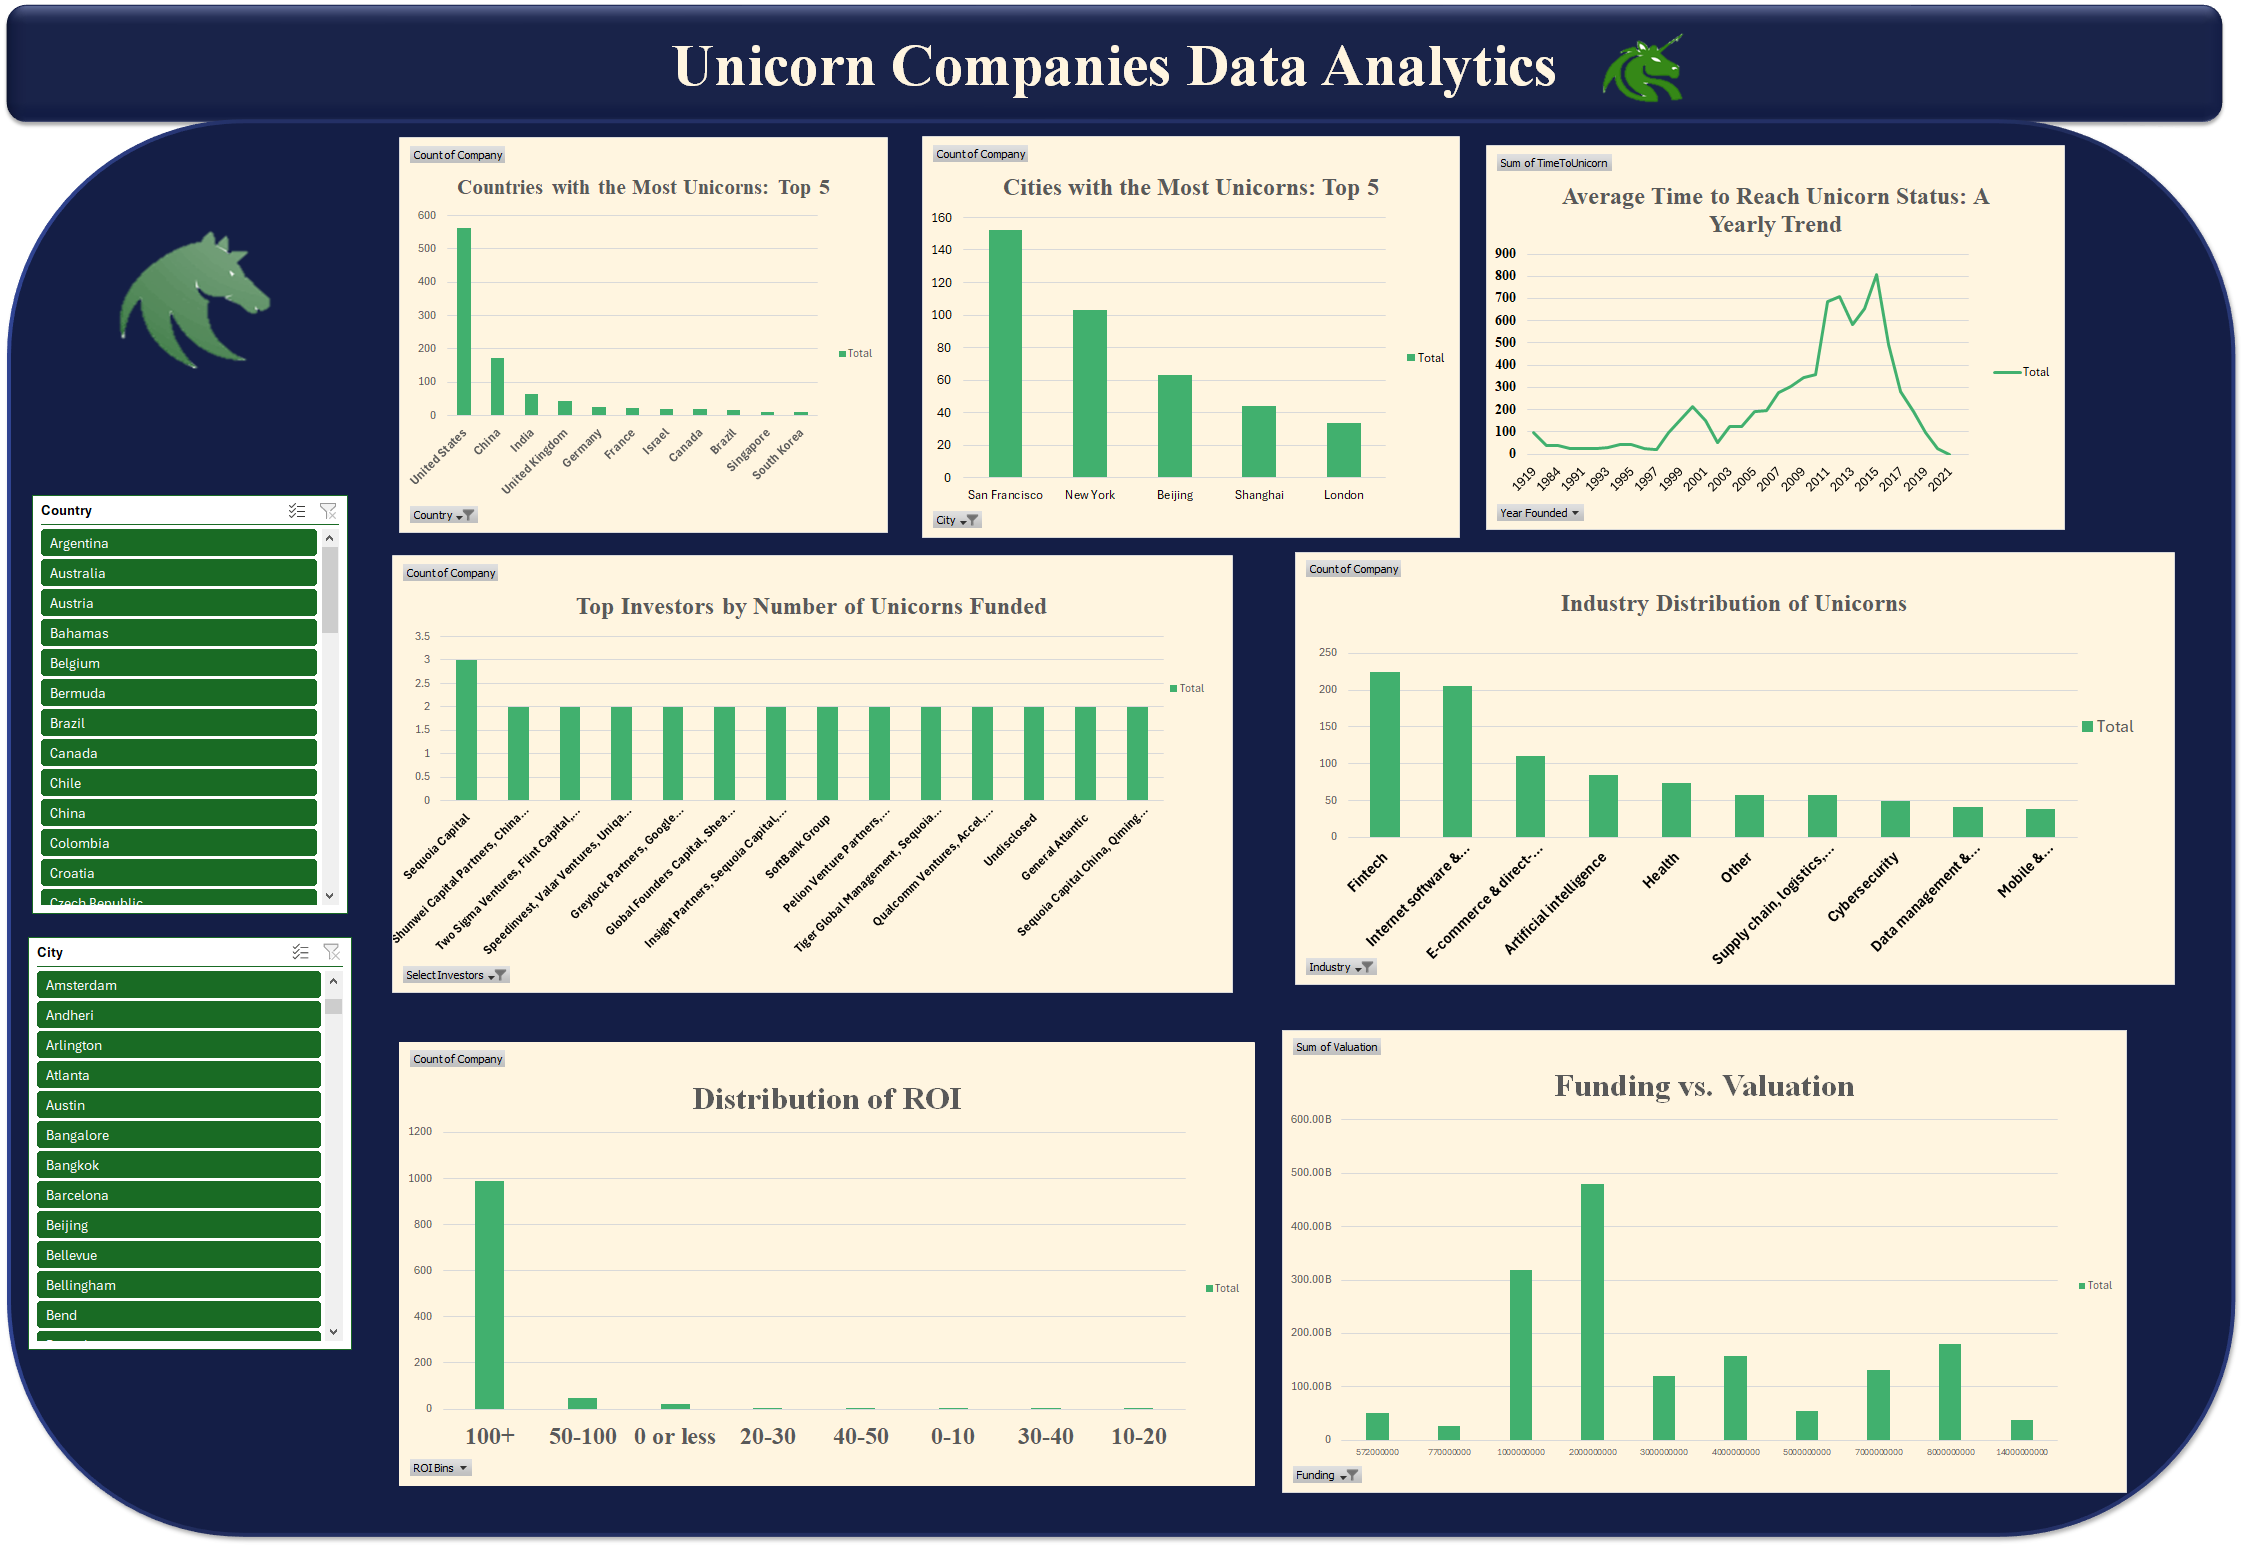 Unicorn Companies Data Analytics
Count of Company
Countries with the Most Unicorns: Top 5
600
500
400
300
200
100
0
United States
China
India
United Kingdom
Germany
France
Israel
Canada
Brazil
Singapore
South Korea
Total
Country
Count of Company
Cities with the Most Unicorns: Top 5
160
140
120
100
80
60
40
20
0
San Francisco
New York
Beijing
Shanghai
London
Total
City
Sum of TimeToUnicorn
Average Time to Reach Unicorn Status: A
Yearly Trend
900
800
700
600
500
400
300
200
100
0
1919
1984
1991
1993
1995
1997
1999
2001
2003
2005
2007
2009
2011
2013
2015
2017
2019
2021
Total
Year Founded
Country
Argentina
Australia
Austria
Bahamas
Belgium
Bermuda
Brazil
Canada
Chile
China
Colombia
Croatia
Czech Republic
City
Amsterdam
Andheri
Arlington
Atlanta
Austin
Bangalore
Bangkok
Barcelona
Beijing
Bellevue
Bellingham
Bend
Count of Company
Top Investors by Number of Unicorns Funded
3.5
3
2.5
2
1.5
1
0.5
0
Sequoia Capital
Shunwei Capital Partners, China...
Two Sigma Ventures, Flint Capital,...
Speedinvest, Valar Ventures, Uniqa...
Greylock Partners, Google...
Global Founders Capital, Shea...
Insight Partners, Sequoia Capital,...
SoftBank Group
Pelion Venture Partners,...
Tiger Global Management, Sequoia...
Qualcomm Ventures, Accel,...
Undisclosed
General Atlantic
Sequoia Capital China, Qiming...
Total
Select Investors
Count of Company
Industry Distribution of Unicorns
250
200
150
100
50
0
Fintech
Internet software &...
E-commerce & direct-...
Artificial intelligence
Health
Other
Supply chain, logistics,...
Cybersecurity
Data management &...
Mobile &...
Total
Industry
Count of Company
Distribution of ROI
1200
1000
800
600
400
200
0
100+
50-100
0 or less
20-30
40-50
0-10
30-40
10-20
Total
ROI Bins
Sum of Valuation
Funding vs. Valuation
600.00B
500.00B
400.00B
300.00B
200.00B
100.00B
0
572000000
770000000
1000000000
2000000000
3000000000
4000000000
5000000000
7000000000
8000000000
14000000000
Total
Funding